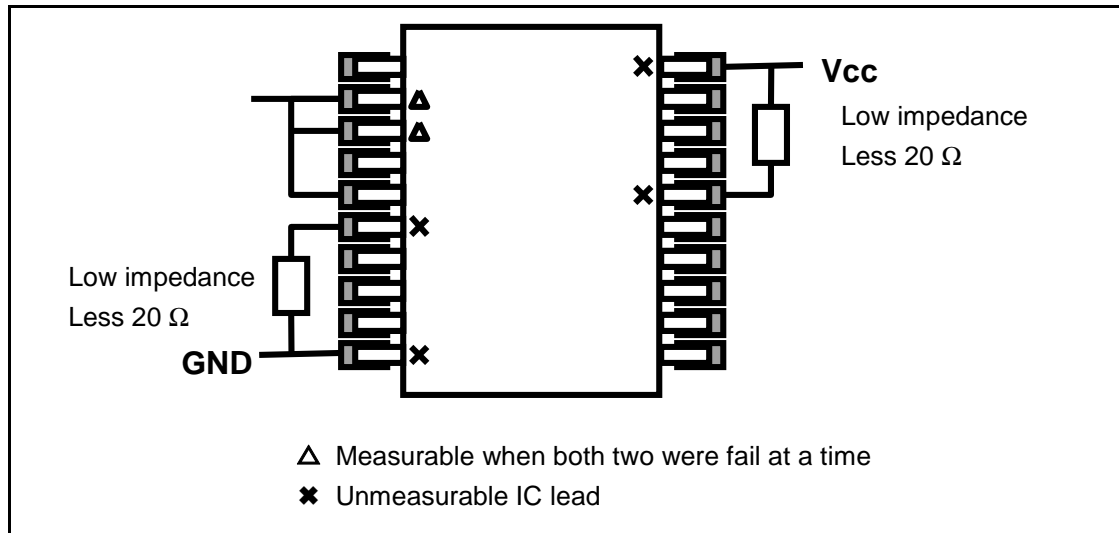 Vcc
Low impedance
Less 20 Ω
Low impedance
Less 20 Ω
GND
Δ Measurable when both two were fail at a time
✖ Unmeasurable IC lead